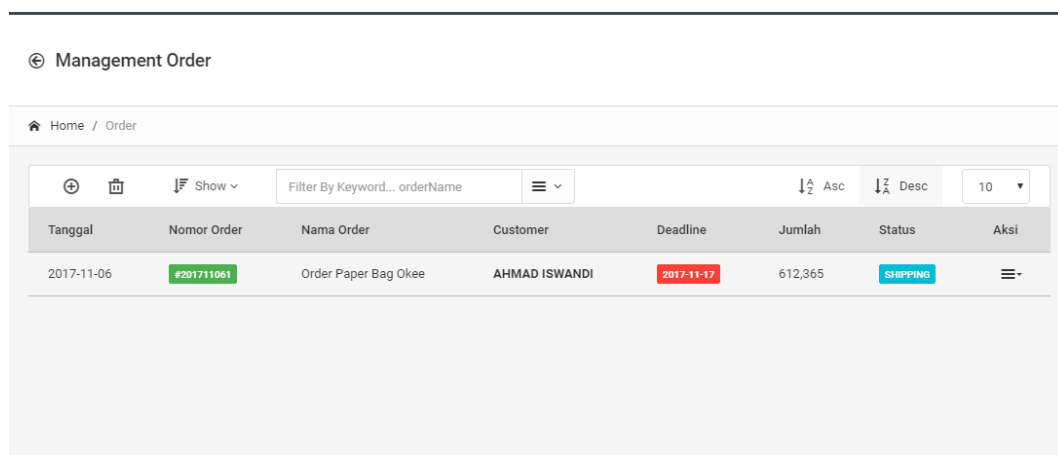 Management Order
Home / Order
Show Filter By Keyword... orderName Asc Desc 10
Tanggal Nomor Order Nama Order Customer Deadline Jumlah Status Aksi
2017-11-06 #201711061 Order Paper Bag Okee AHMAD ISWANDI 2017-11-17 612,365 SHIPPING